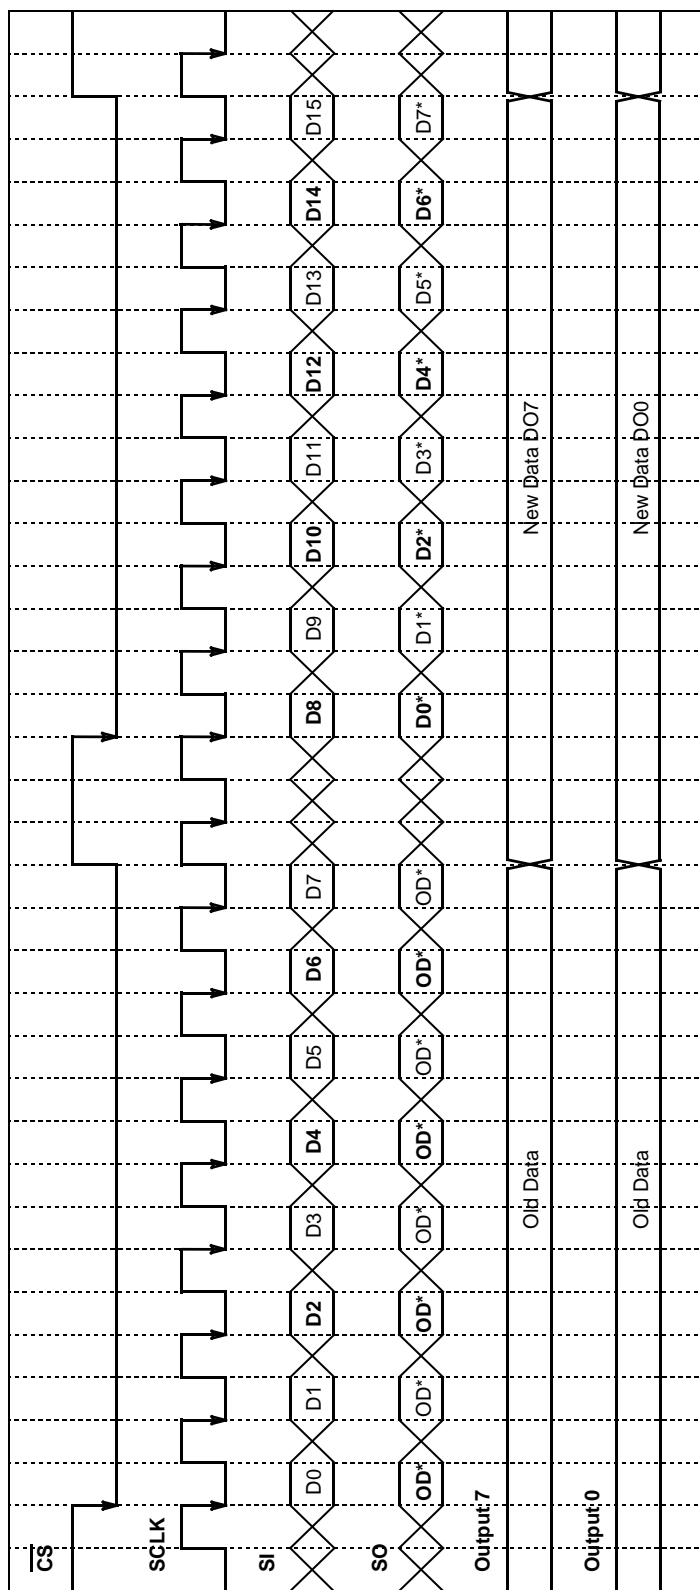 CS
SCLK
SI D0 D1 D2 D3 D4 D5 D6 D7 D8 D9 D10 D11 D12 D13 D14 D15
SO OD* OD* OD* OD* OD* OD* OD* OD* D0* D1* D2* D3* D4* D5* D6* D7*
Output 7 Old Data New Data DO7
Output 0 Old Data New Data DO0